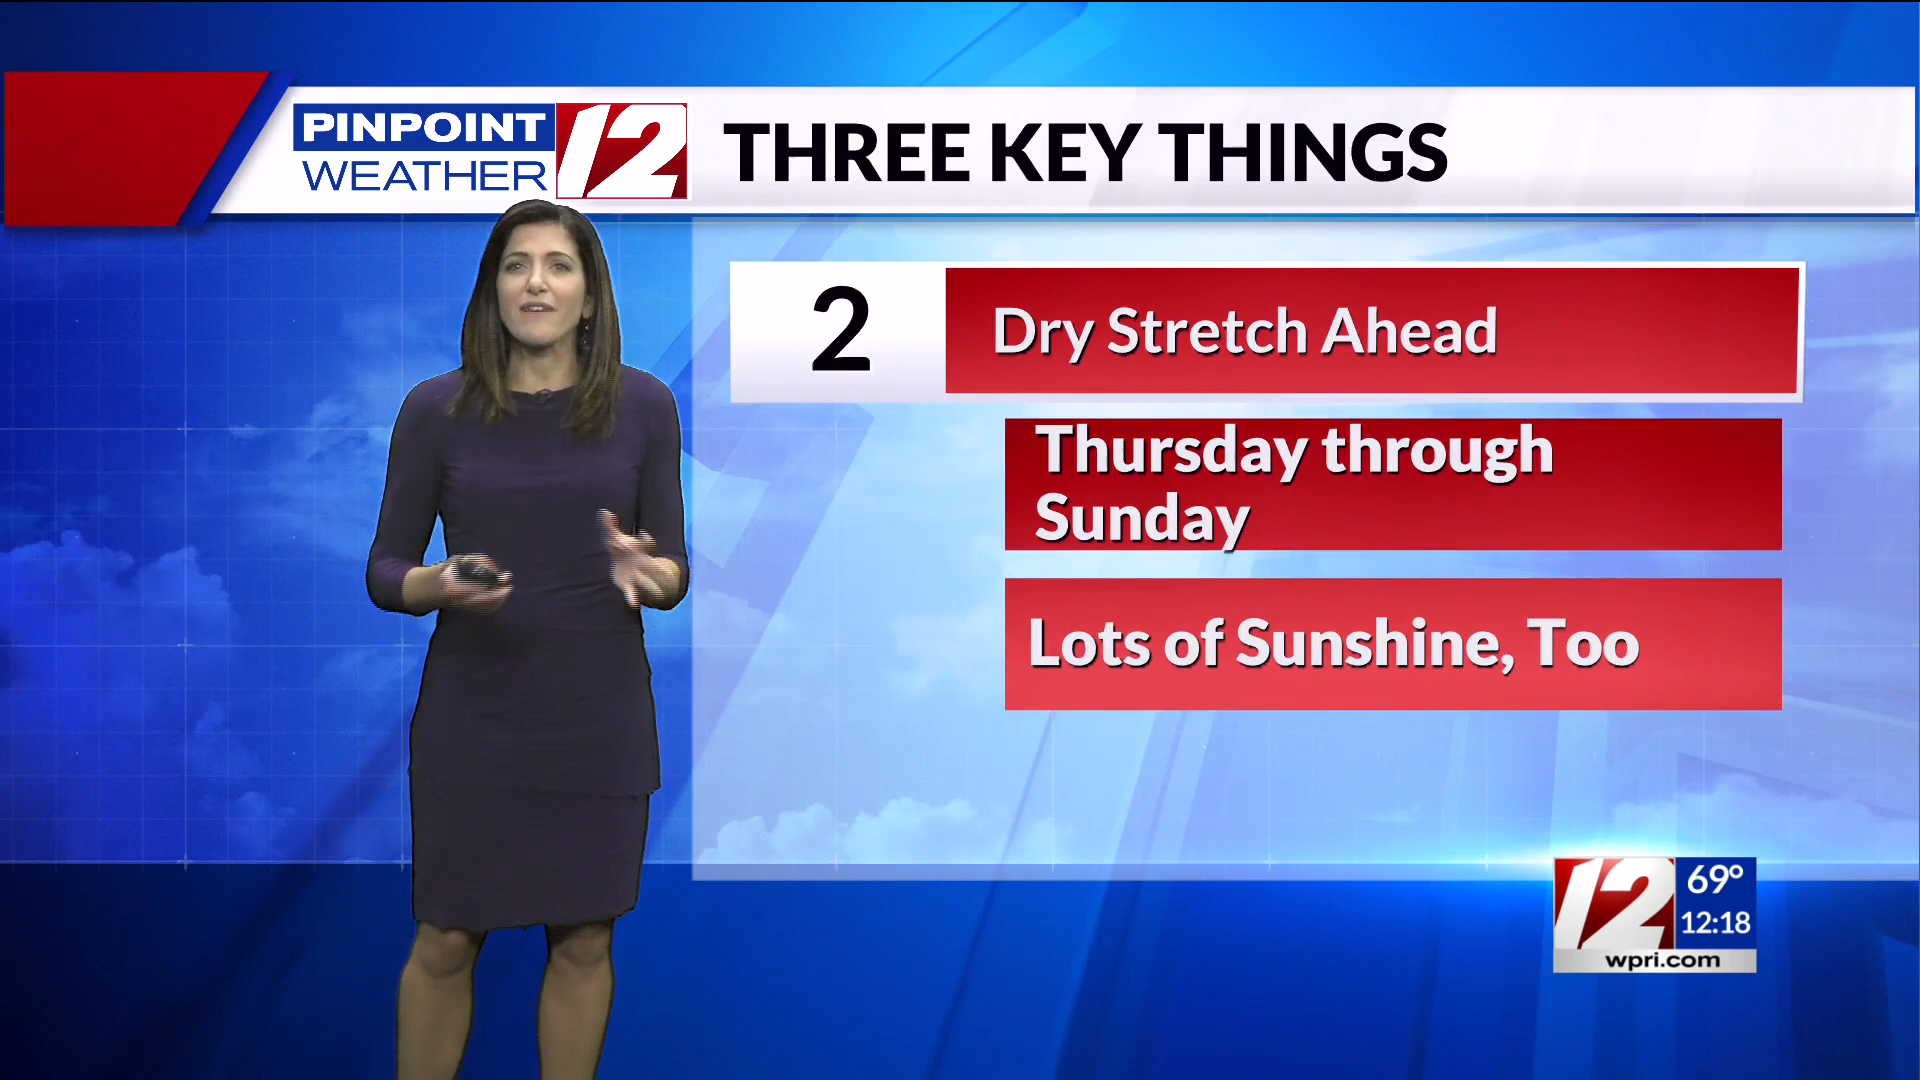 PINPOINT
WEATHER
12
THREE KEY THINGS
2
Dry Stretch Ahead
Thursday through
Sunday
Lots of Sunshine, Too
12
69°
12:18
wpri.com